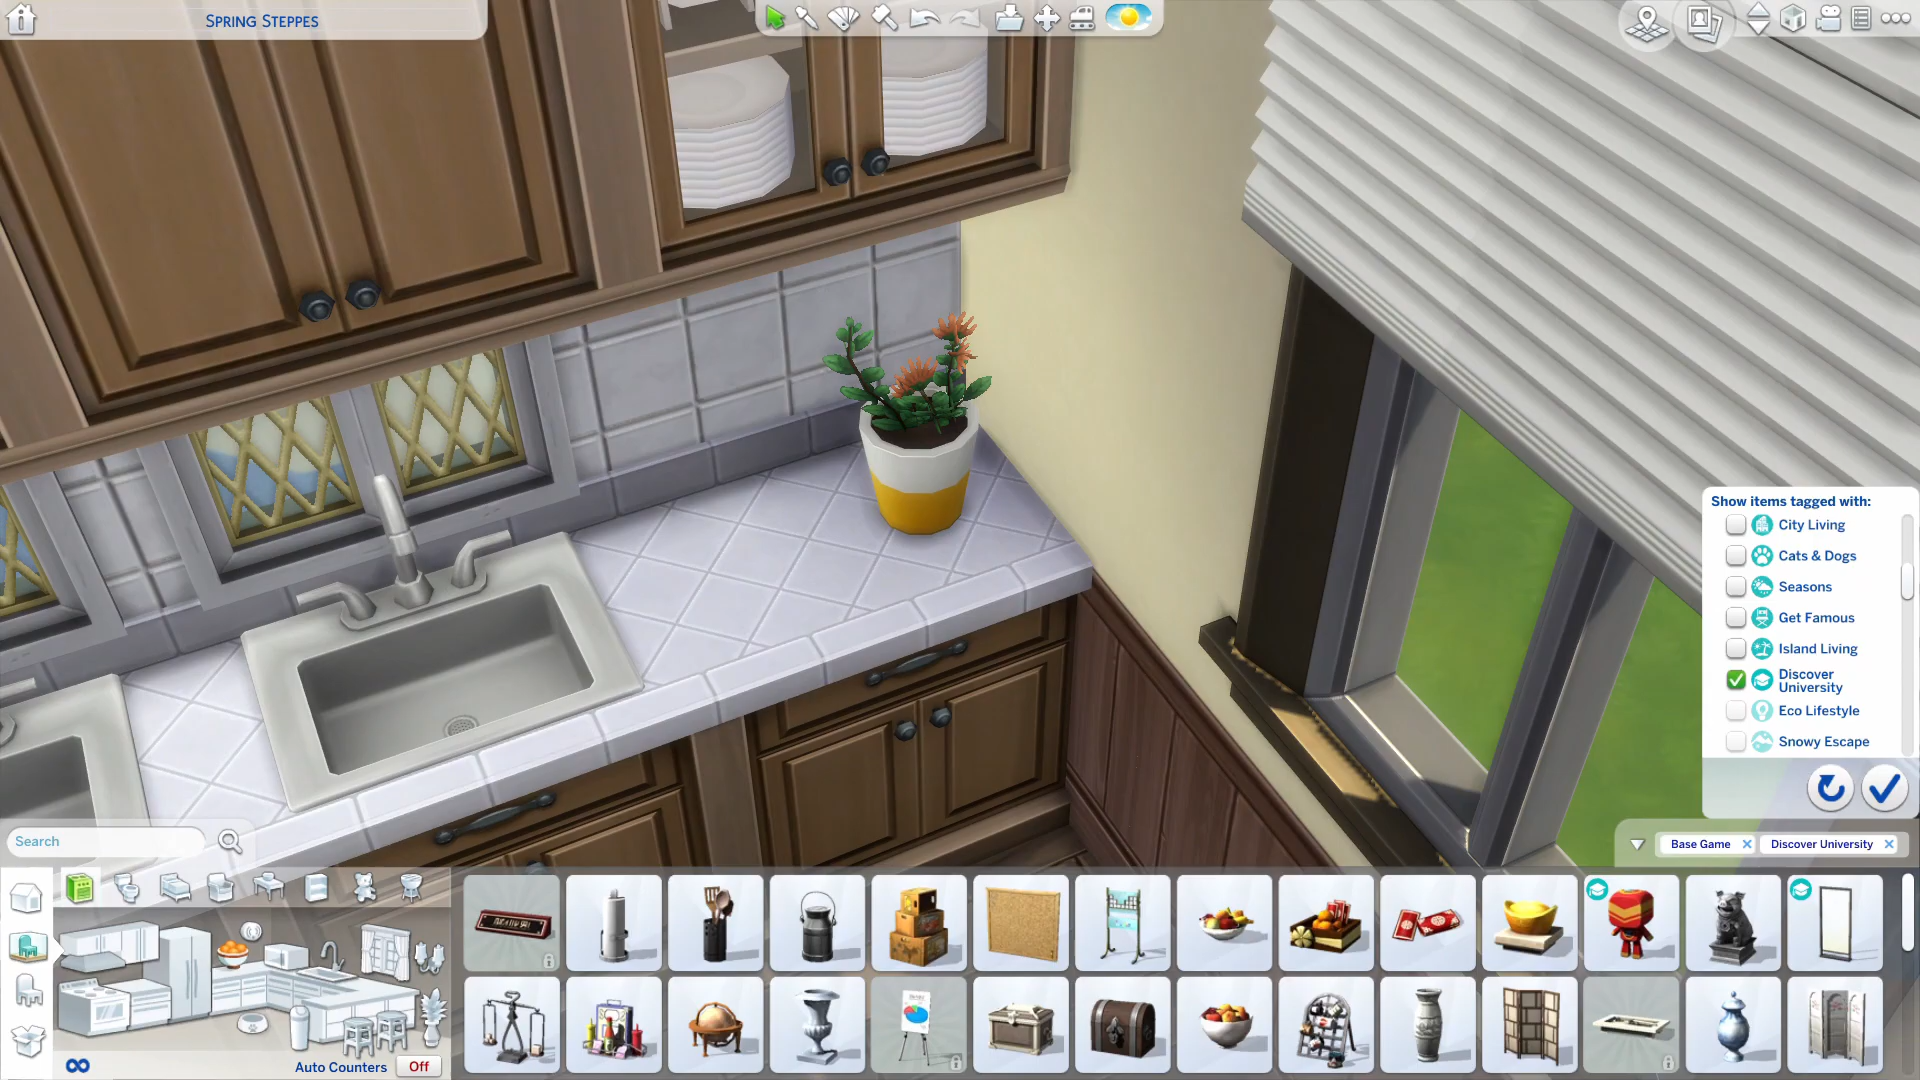 Spring Steppes
Show items tagged with:
City Living
Cats & Dogs
Seasons
Get Famous
Island Living
Discover
University
Eco Lifestyle
Snowy Escape
Search
Base Game
Discover University
Auto Counters
Off